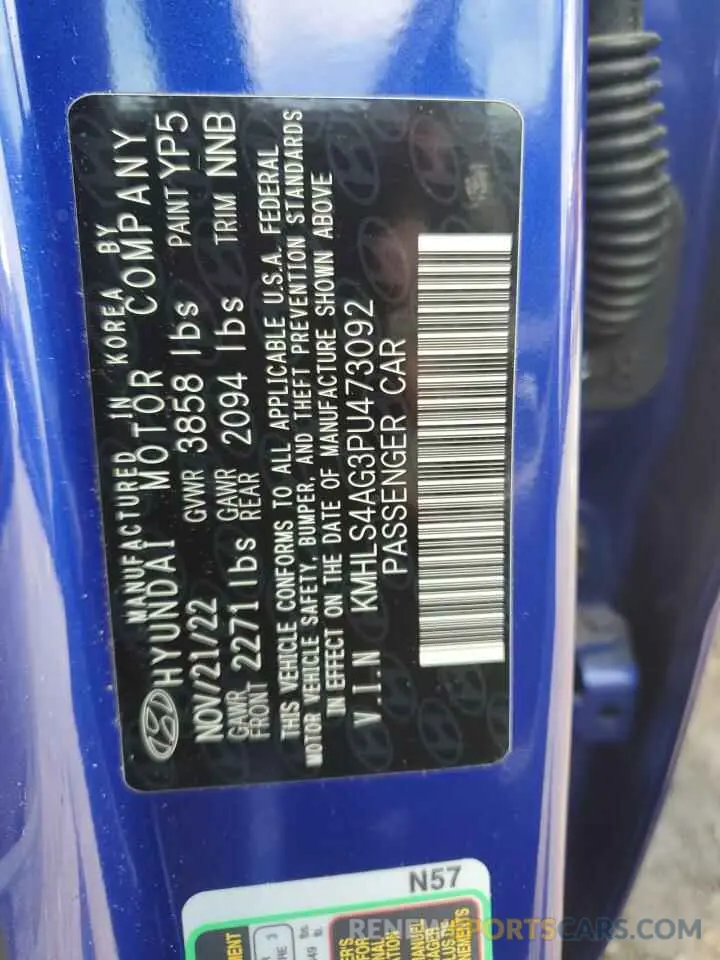 MANUFACTURED IN KOREA BY
HYUNDAI MOTOR COMPANY
NOV/21/22 GVWR 3858 lbs PAINT YP5
GAWR FRONT 2271 lbs GAWR REAR 2094 lbs TRIM NNB
THIS VEHICLE CONFORMS TO ALL APPLICABLE U.S.A. FEDERAL
MOTOR VEHICLE SAFETY, BUMPER, AND THEFT PREVENTION STANDARDS
IN EFFECT ON THE DATE OF MANUFACTURE SHOWN ABOVE
V.I.N KMHLS4AG3PU473092
PASSENGER CAR
N57
MANUEL
RENEWSPORTSCARS.COM